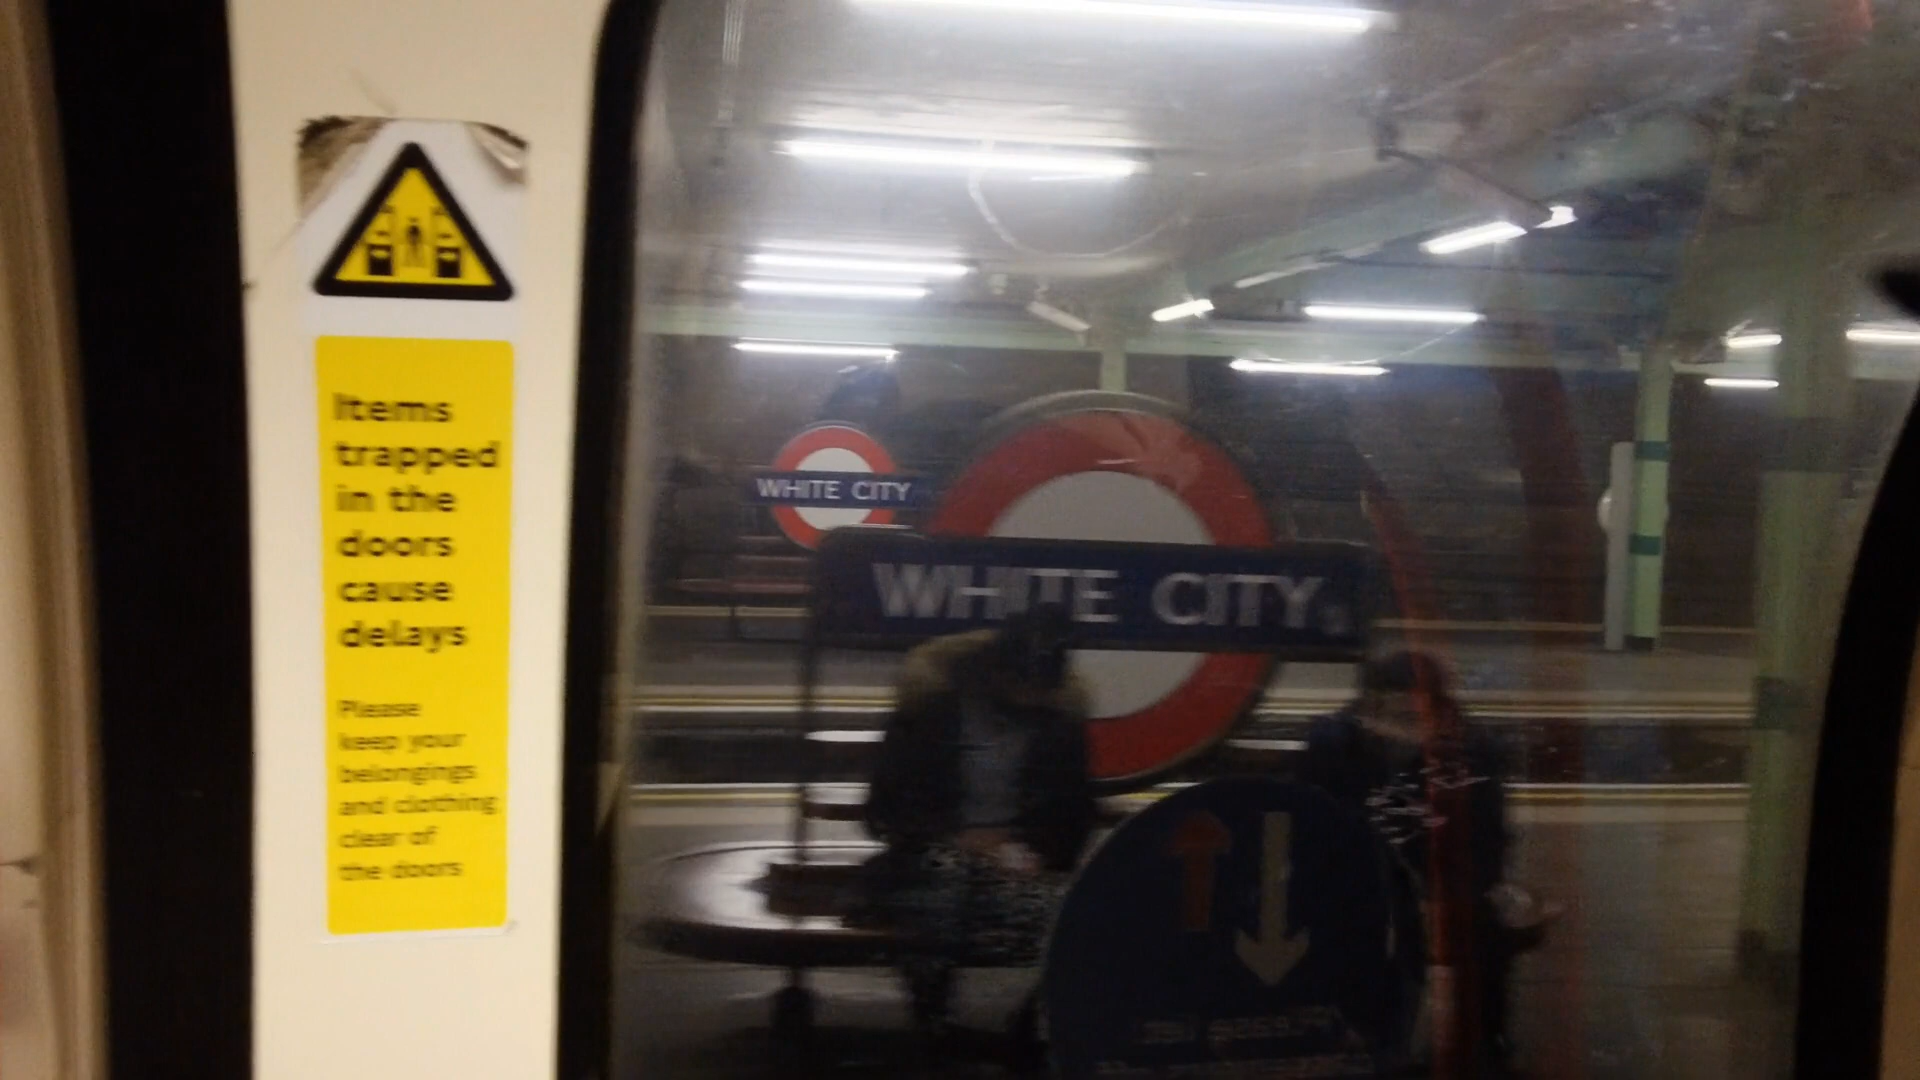 Items
trapped
in the
doors
cause
delays
Please
keep your
belongings
and clothing
clear of
the doors
WHITE CITY
WHITE CITY